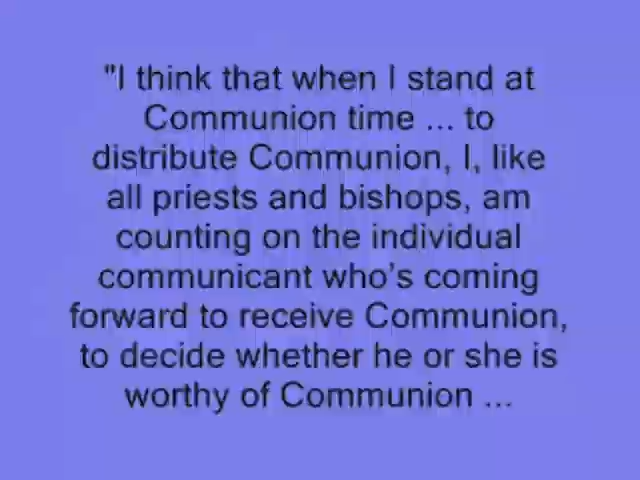 "I think that when I stand at
Communion time ... to
distribute Communion, I, like
all priests and bishops, am
counting on the individual
communicant who’s coming
forward to receive Communion,
to decide whether he or she is
worthy of Communion ...